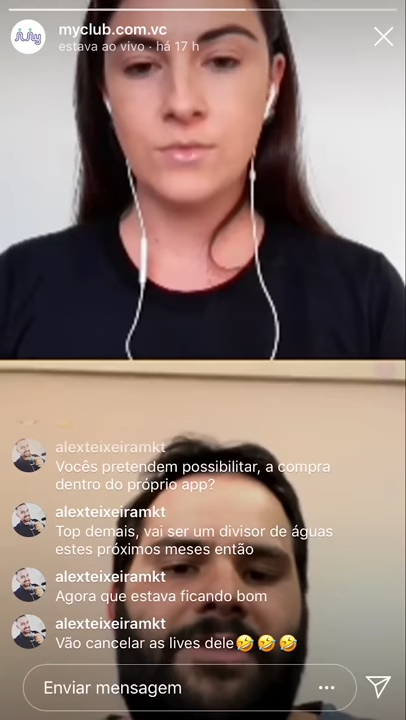 myclub.com.vc
estava ao vivo · há 17 h
alexteixeiramkt
Vocês pretendem possibilitar, a compra
dentro do próprio app?
alexteixeiramkt
Top demais, vai ser um divisor de águas
estes próximos meses então
alexteixeiramkt
Agora que estava ficando bom
alexteixeiramkt
Vão cancelar as lives dele🤣🤣🤣
Enviar mensagem